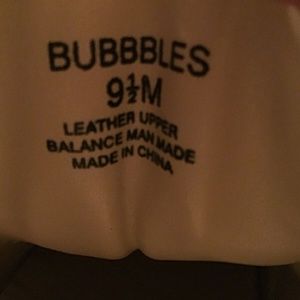 BUBBBLES
9½M
LEATHER UPPER
BALANCE MAN MADE
MADE IN CHINA